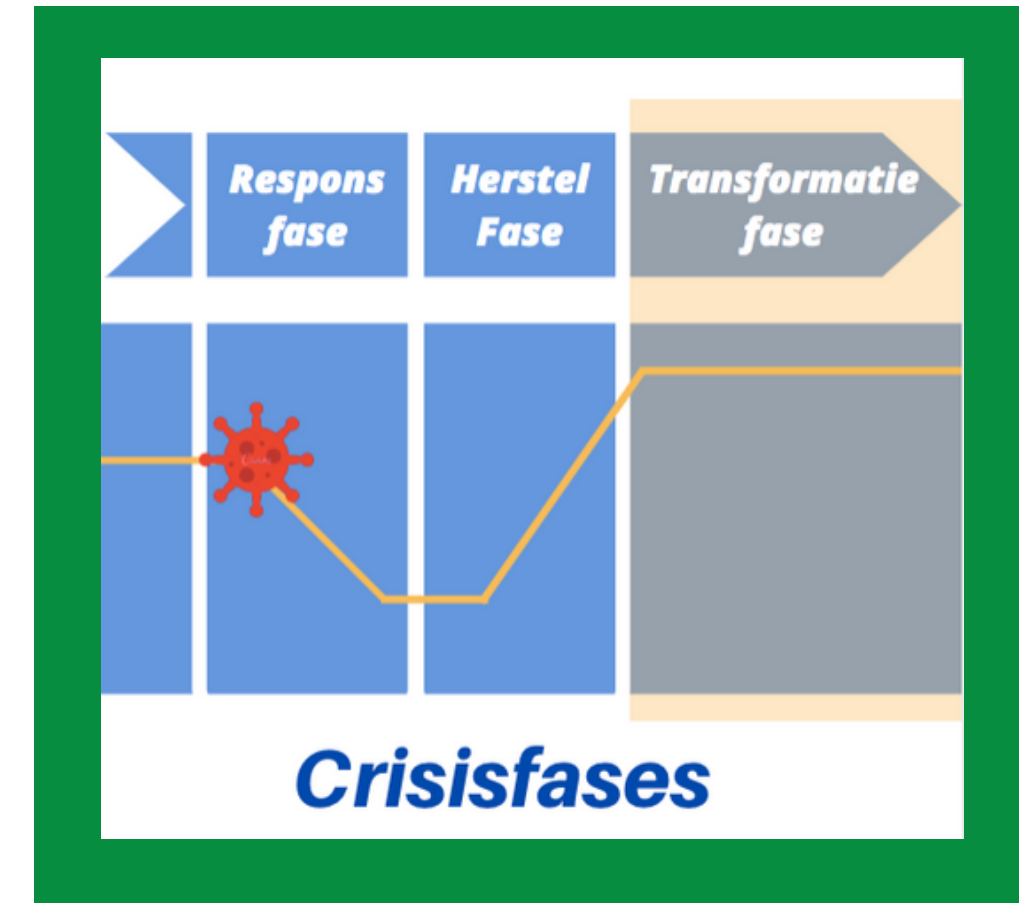 Respons
fase
Herstel
Fase
Transformatie
fase
Crisisfases